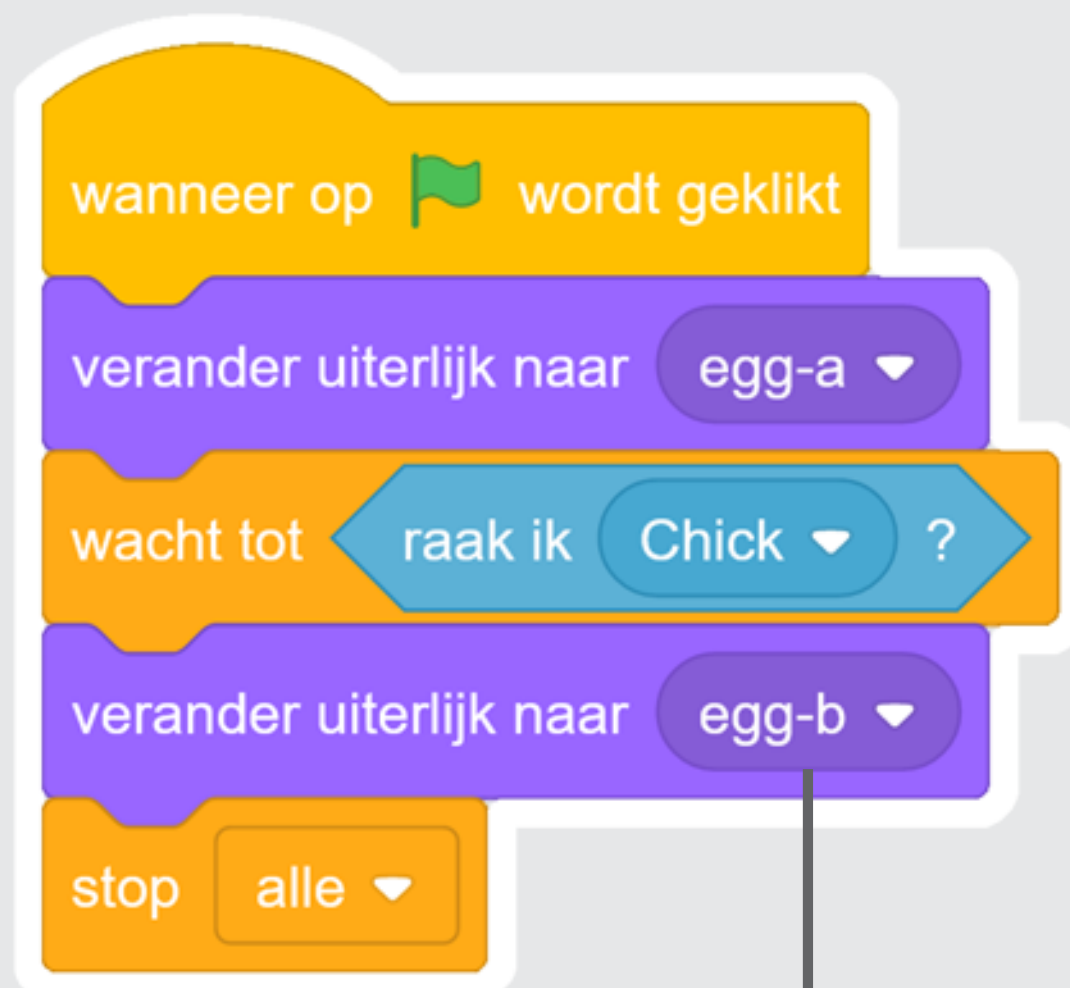 wanneer op wordt geklikt
verander uiterlijk naar egg-a
wacht tot raak ik Chick ?
verander uiterlijk naar egg-b
stop alle